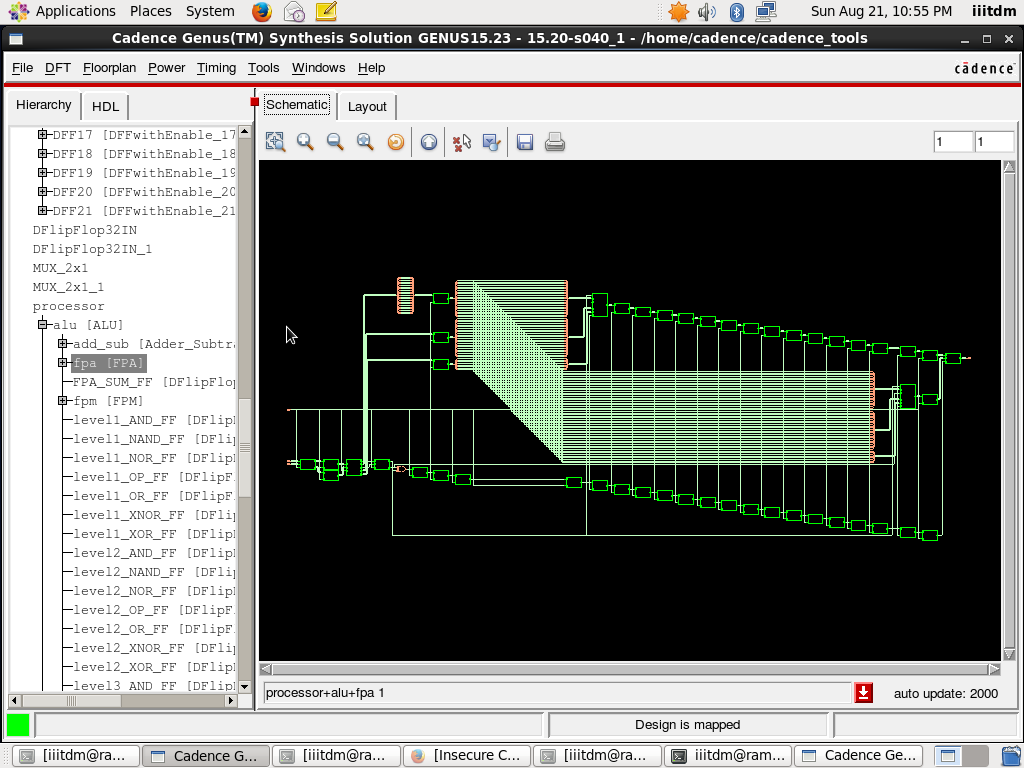 Applications Places System Sun Aug 21, 10:55 PM iiitdm
Cadence Genus(TM) Synthesis Solution GENUS15.23 - 15.20-s040_1 - /home/cadence/cadence_tools
File DFT Floorplan Power Timing Tools Windows Help cādence
Hierarchy HDL Schematic Layout
1 1
DFF17 [DFFwithEnable_17
DFF18 [DFFwithEnable_18
DFF19 [DFFwithEnable_19
DFF20 [DFFwithEnable_20
DFF21 [DFFwithEnable_21
DFlipFlop32IN
DFlipFlop32IN_1
MUX_2x1
MUX_2x1_1
processor
alu [ALU]
add_sub [Adder_Subtra
fpa [FPA]
FPA_SUM_FF [DFlipFlop
fpm [FPM]
level1_AND_FF [DFlipF
level1_NAND_FF [DFlip
level1_NOR_FF [DFlipF
level1_OP_FF [DFlipFl
level1_OR_FF [DFlipFl
level1_XNOR_FF [DFlip
level1_XOR_FF [DFlipF
level2_AND_FF [DFlipF
level2_NAND_FF [DFlip
level2_NOR_FF [DFlipF
level2_OP_FF [DFlipF
level2_OR_FF [DFlipF
level2_XNOR_FF [DFlip
level2_XOR_FF [DFlipF
level3_AND_FF [DFlipF
processor+alu+fpa 1 auto update: 2000
Design is mapped
[iiitdm@ra... Cadence G... [iiitdm@ra... [Insecure C... [iiitdm@ra... iiitdm@ram... Cadence Ge...